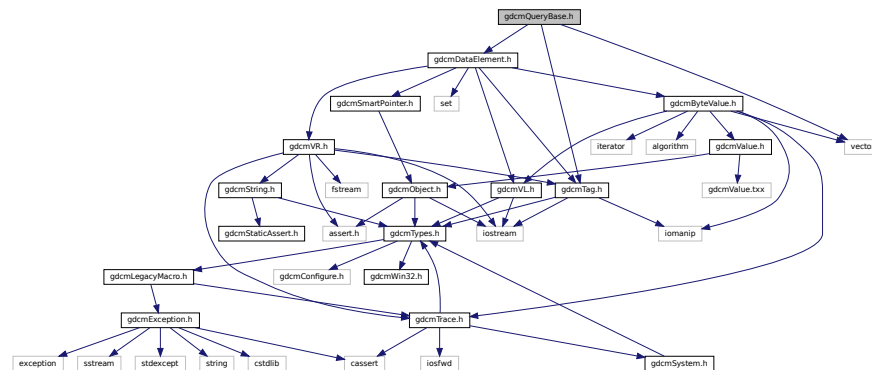 gdcmQueryBase.h
gdcmDataElement.h
gdcmSmartPointer.h
set
gdcmByteValue.h
gdcmVR.h
iterator
algorithm
gdcmValue.h
vector
gdcmString.h
fstream
gdcmObject.h
gdcmVL.h
gdcmTag.h
gdcmValue.txx
gdcmStaticAssert.h
assert.h
gdcmTypes.h
iostream
iomanip
gdcmLegacyMacro.h
gdcmConfigure.h
gdcmWin32.h
gdcmException.h
gdcmTrace.h
exception
sstream
stdexcept
string
cstdlib
cassert
iosfwd
gdcmSystem.h